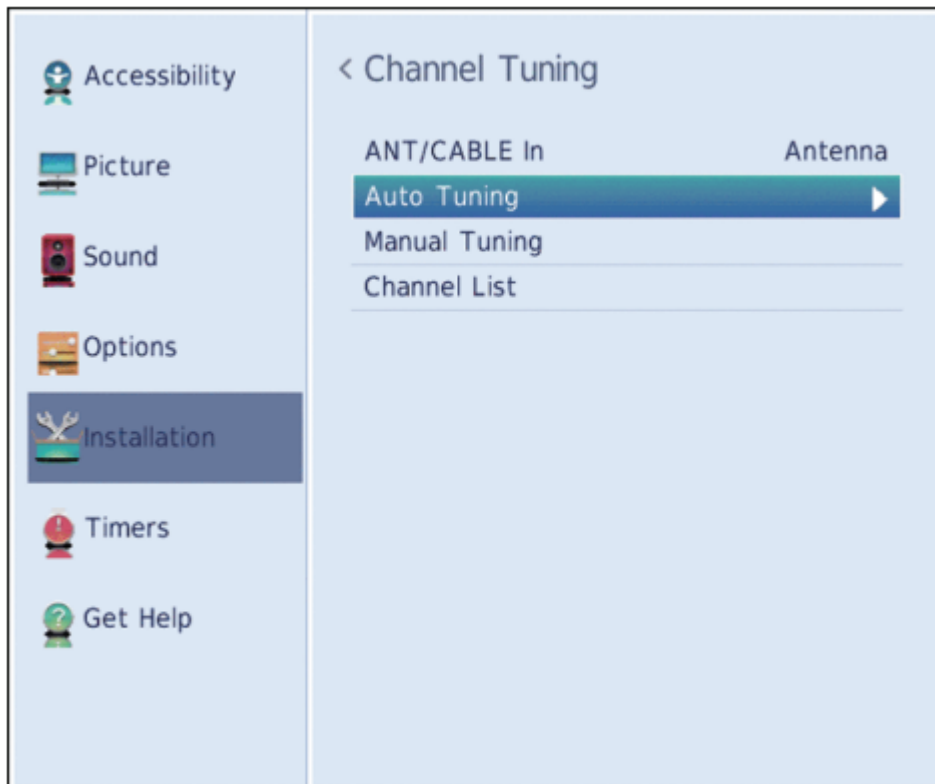 Accessibility
Picture
Sound
Options
Installation
Timers
Get Help
< Channel Tuning
ANT/CABLE In Antenna
Auto Tuning
Manual Tuning
Channel List